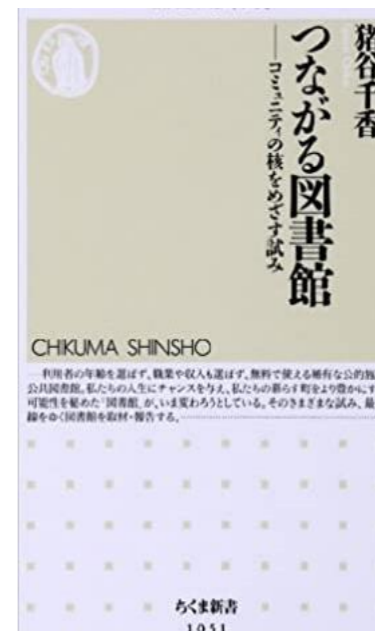 猪谷千香
つながる図書館
――コミュニティの核をめざす試み
CHIKUMA SHINSHO
――利用者の年齢を選ばず、職業や収入も選ばず、無料で使える稀有な公的施
公共図書館。私たちの人生にチャンスを与え、私たちの暮らす町をより豊かにす
可能性を秘めた「図書館」が、いま変わろうとしている。そのさまざまな試み、最
線をゆく図書館を取材・報告する。
ちくま新書
1051